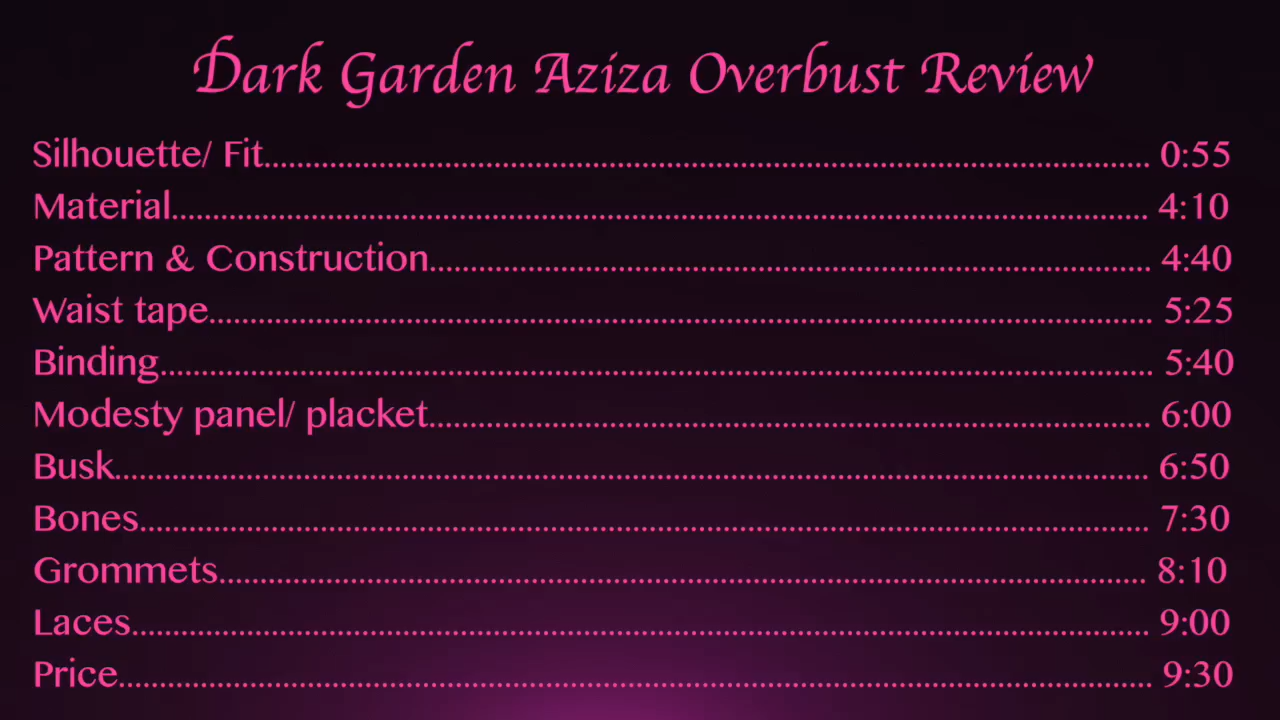 Dark Garden Aziza Overbust Review
Silhouette/ Fit........................................................................................................... 0:55
Material...................................................................................................................... 4:10
Pattern & Construction....................................................................................... 4:40
Waist tape.................................................................................................................. 5:25
Binding........................................................................................................................ 5:40
Modesty panel/ placket....................................................................................... 6:00
Busk............................................................................................................................. 6:50
Bones.......................................................................................................................... 7:30
Grommets................................................................................................................ 8:10
Laces........................................................................................................................... 9:00
Price............................................................................................................................. 9:30